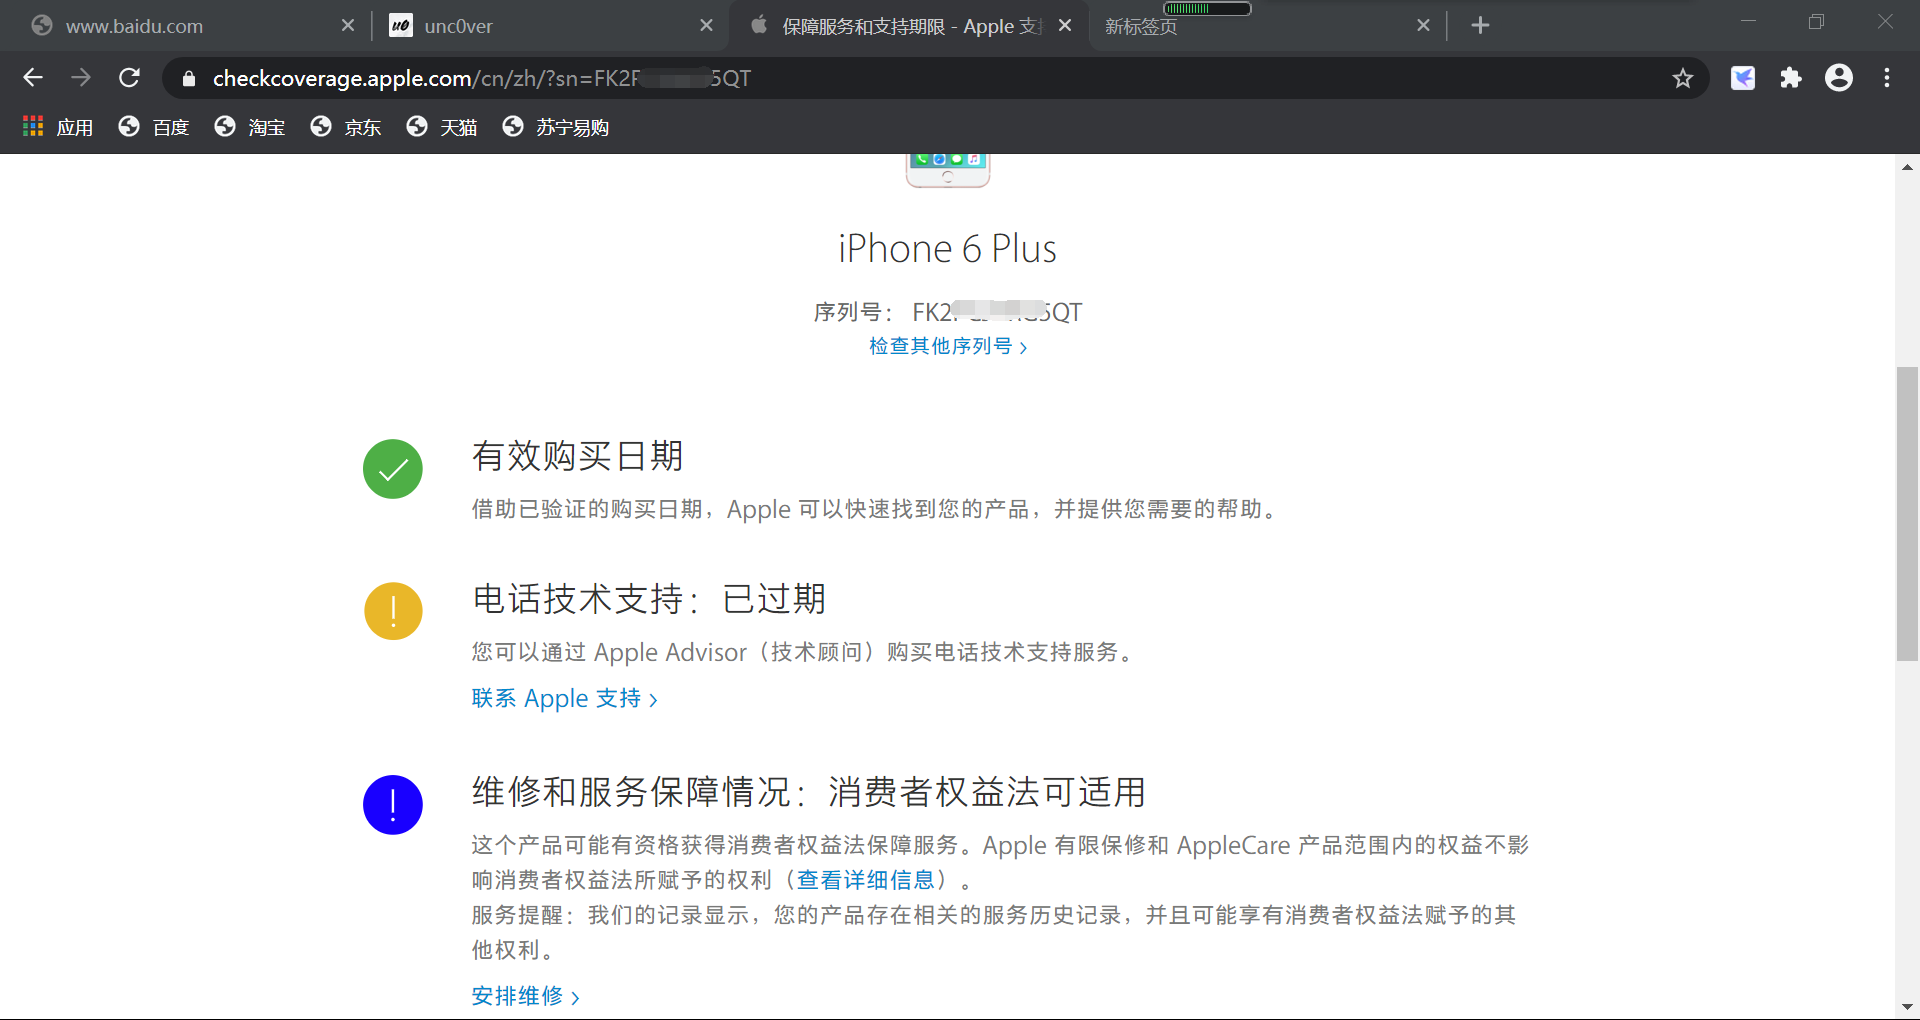 www.baidu.com
unc0ver
保障服务和支持期限 - Apple 支持
新标签页
checkcoverage.apple.com/cn/zh/?sn=FK2 5QT
应用
百度
淘宝
京东
天猫
苏宁易购
iPhone 6 Plus
序列号： FK2 5QT
检查其他序列号 ›
有效购买日期
借助已验证的购买日期，Apple 可以快速找到您的产品，并提供您需要的帮助。
电话技术支持：已过期
您可以通过 Apple Advisor（技术顾问）购买电话技术支持服务。
联系 Apple 支持 ›
维修和服务保障情况：消费者权益法可适用
这个产品可能有资格获得消费者权益法保障服务。Apple 有限保修和 AppleCare 产品范围内的权益不影
响消费者权益法所赋予的权利（查看详细信息）。
服务提醒：我们的记录显示，您的产品存在相关的服务历史记录，并且可能享有消费者权益法赋予的其
他权利。
安排维修 ›